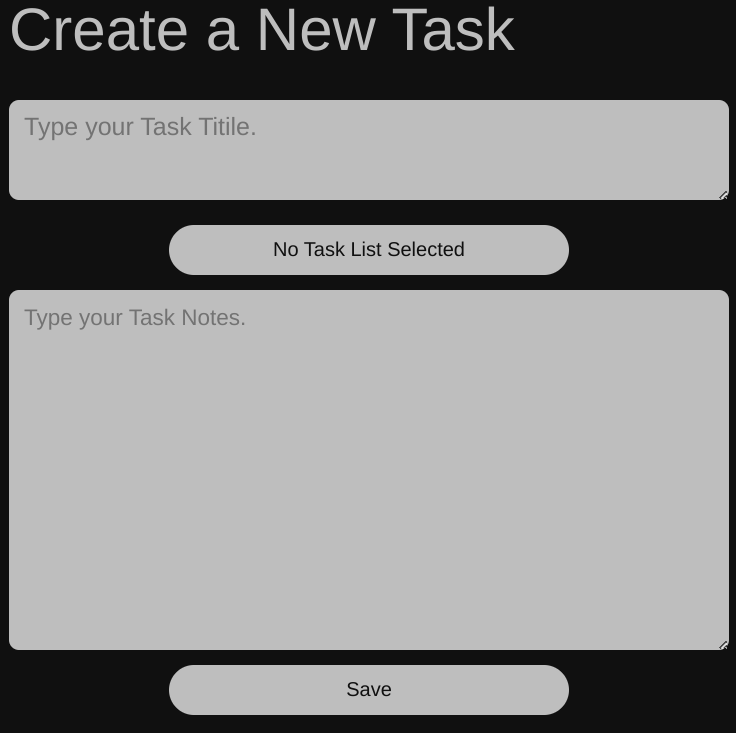 Create a New Task
Type your Task Titile.
No Task List Selected
Type your Task Notes.
Save